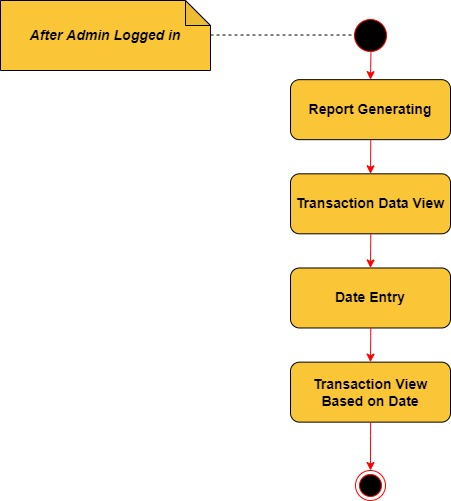 After Admin Logged in
Report Generating
Transaction Data View
Date Entry
Transaction View
Based on Date